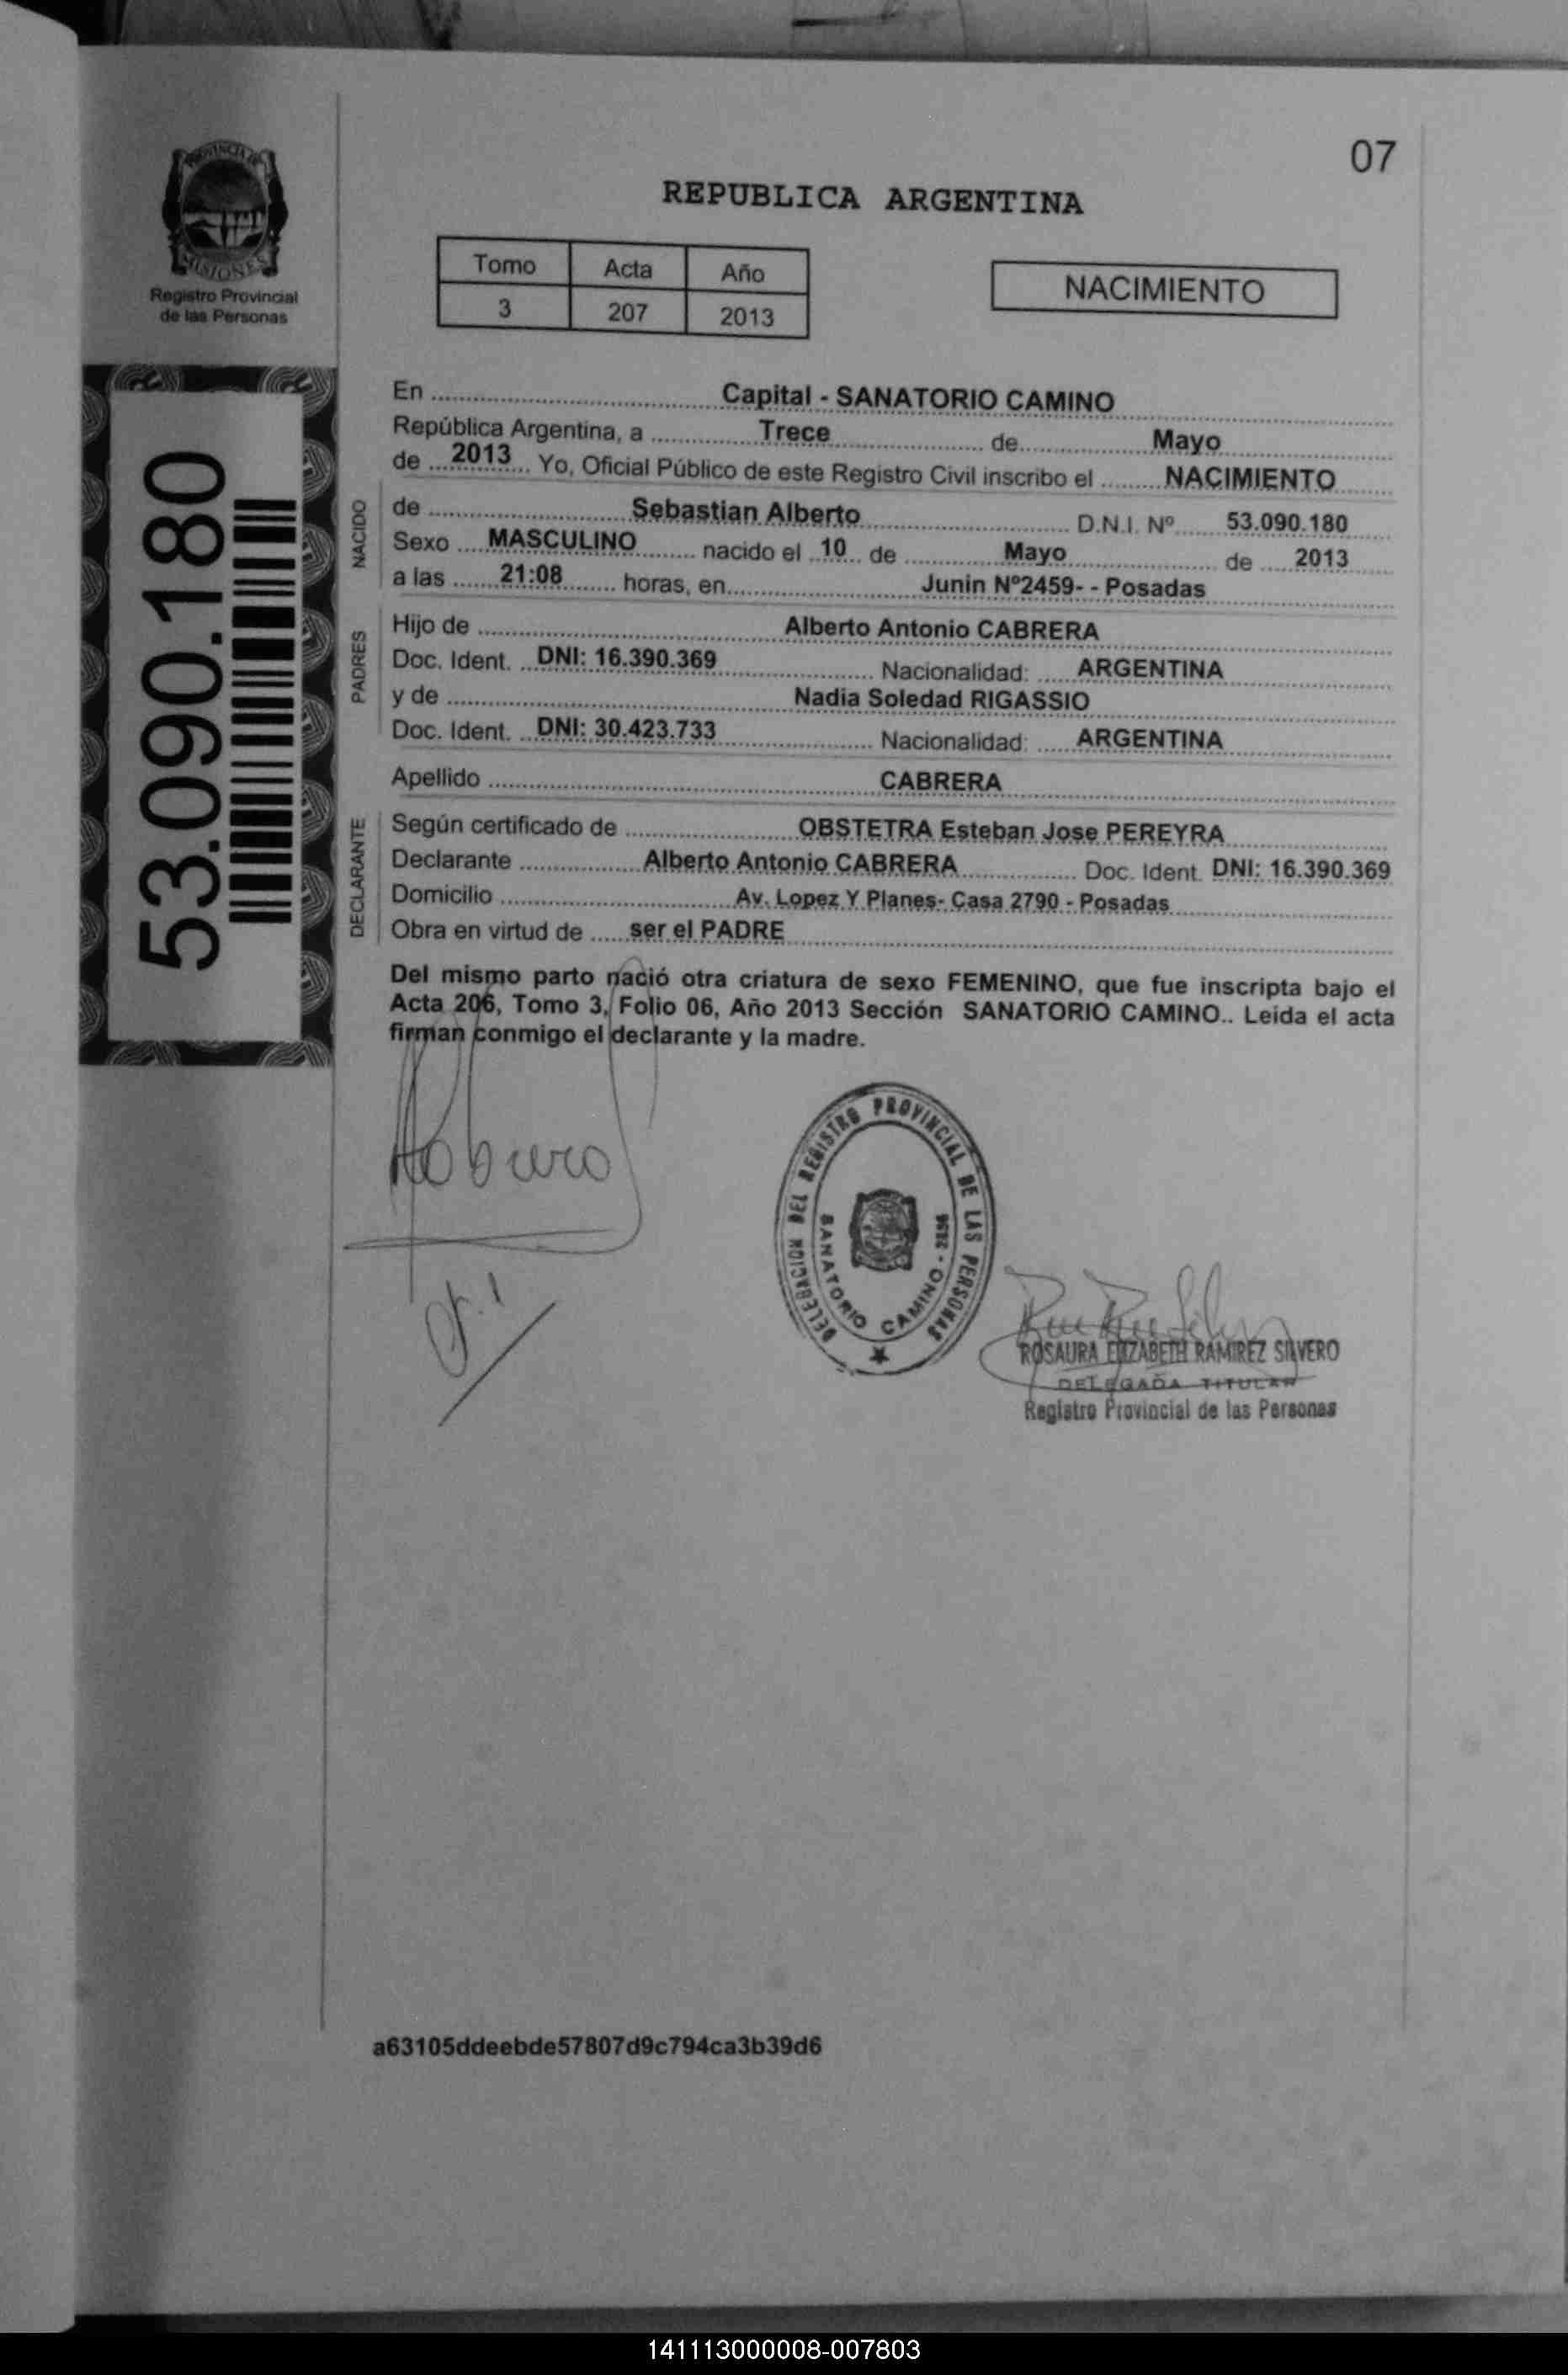 07
REPUBLICA ARGENTINA
PROVINCIA DE
MISIONES
Registro Provincial
de las Personas
Tomo Acta Año
3 207 2013
NACIMIENTO
53.090.180
En Capital - SANATORIO CAMINO
República Argentina, a Trece de Mayo
de 2013 Yo, Oficial Público de este Registro Civil inscribo el NACIMIENTO
NACIDO
de Sebastian Alberto D.N.I. Nº 53.090.180
Sexo MASCULINO nacido el 10 de Mayo de 2013
a las 21:08 horas, en Junin Nº2459- - Posadas
PADRES
Hijo de Alberto Antonio CABRERA
Doc. Ident. DNI: 16.390.369 Nacionalidad: ARGENTINA
y de Nadia Soledad RIGASSIO
Doc. Ident. DNI: 30.423.733 Nacionalidad: ARGENTINA
Apellido CABRERA
DECLARANTE
Según certificado de OBSTETRA Esteban Jose PEREYRA
Declarante Alberto Antonio CABRERA Doc. Ident. DNI: 16.390.369
Domicilio Av. Lopez Y Planes- Casa 2790 - Posadas
Obra en virtud de ser el PADRE
Del mismo parto nació otra criatura de sexo FEMENINO, que fue inscripta bajo el
Acta 206, Tomo 3, Folio 06, Año 2013 Sección SANATORIO CAMINO.. Leida el acta
firman conmigo el declarante y la madre.
DELEGACION DEL REGISTRO PROVINCIAL DE LAS PERSONAS
SANATORIO CAMINO -
ROSAURA ELIZABETH RAMIREZ SILVERO
DELEGADA TITULAR
Registro Provincial de las Personas
a63105ddeebde57807d9c794ca3b39d6
141113000008-007803